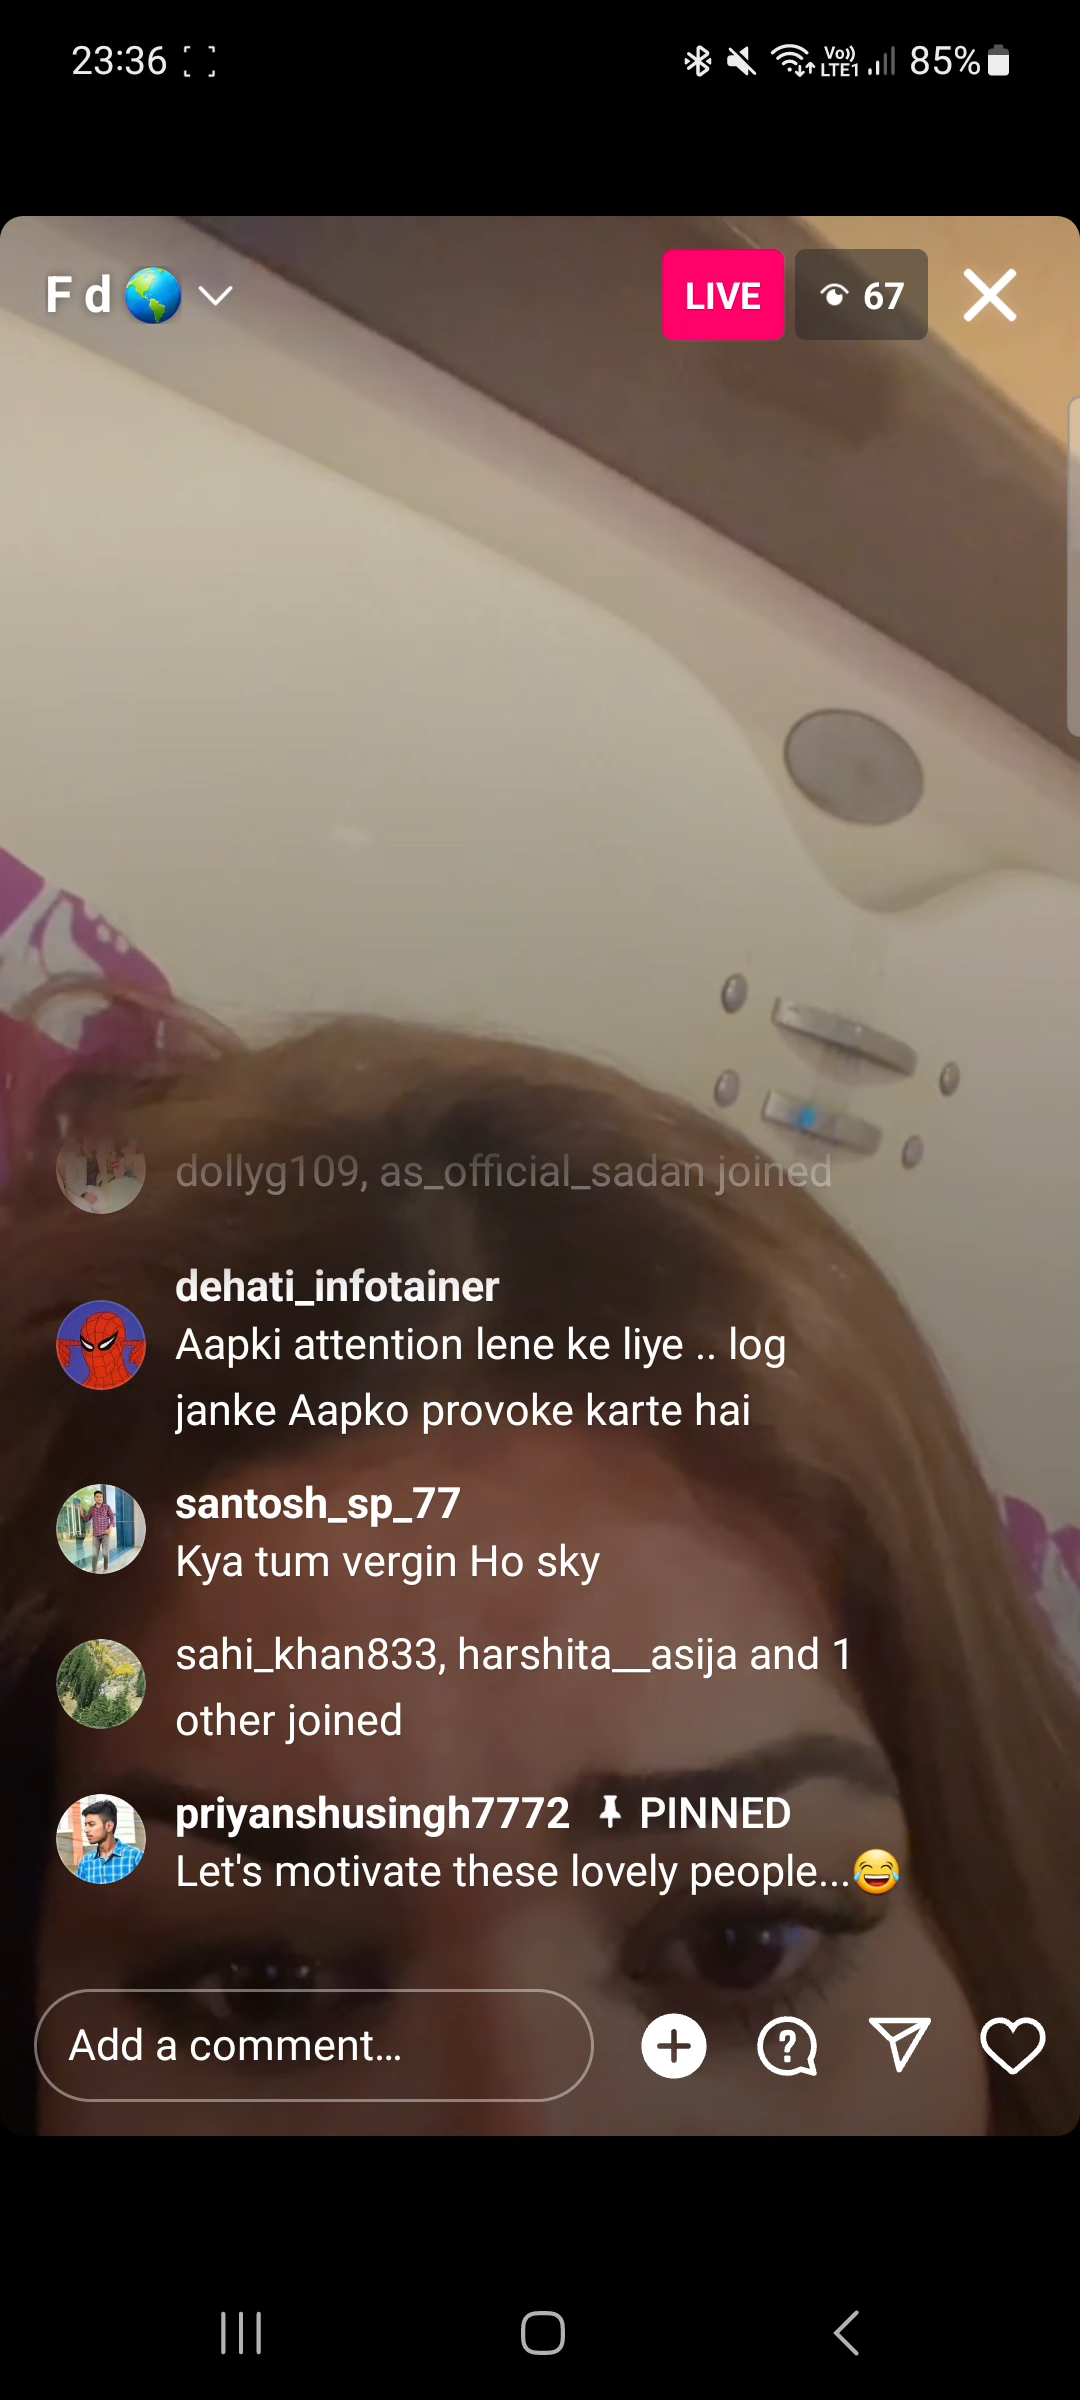 23:36
Vo))
LTE1
85%
F d 🌎
LIVE
67
dollyg109, as_official_sadan joined
dehati_infotainer
Aapki attention lene ke liye .. log
janke Aapko provoke karte hai
santosh_sp_77
Kya tum vergin Ho sky
sahi_khan833, harshita__asija and 1
other joined
priyanshusingh7772 PINNED
Let's motivate these lovely people...😂
Add a comment...